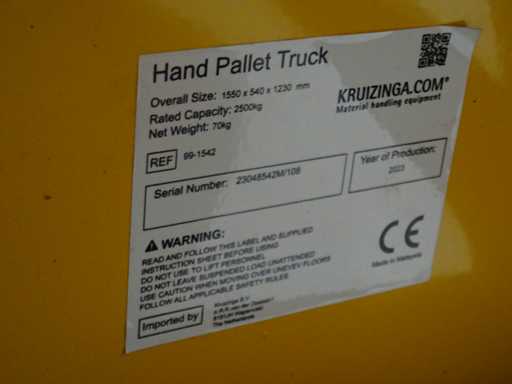 Hand Pallet Truck
Overall Size: 1550 x 540 x 1230 mm
Rated Capacity: 2500kg
Net Weight: 70kg
KRUIZINGA.COM®
Material handling equipment
REF 99-1542
Serial Number: 23048542M/108
Year of Production:
2023
WARNING:
READ AND FOLLOW THIS LABEL AND SUPPLIED
INSTRUCTION SHEET BEFORE USING
DO NOT USE TO LIFT PERSONNEL
DO NOT LEAVE SUSPENDED LOAD UNATTENDED
USE CAUTION WHEN MOVING OVER UNEVEV FLOORS
FOLLOW ALL APPLICABLE SAFETY RULES
CE
Made in Malaysia
Imported by
Kruizinga B.V.
The Netherlands